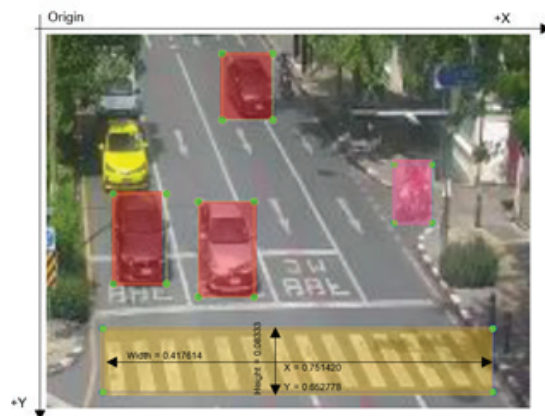 Origin
+X
Width = 0.417614
Height = 0.08333
X = 0.751420
Y = 0.652778
+Y